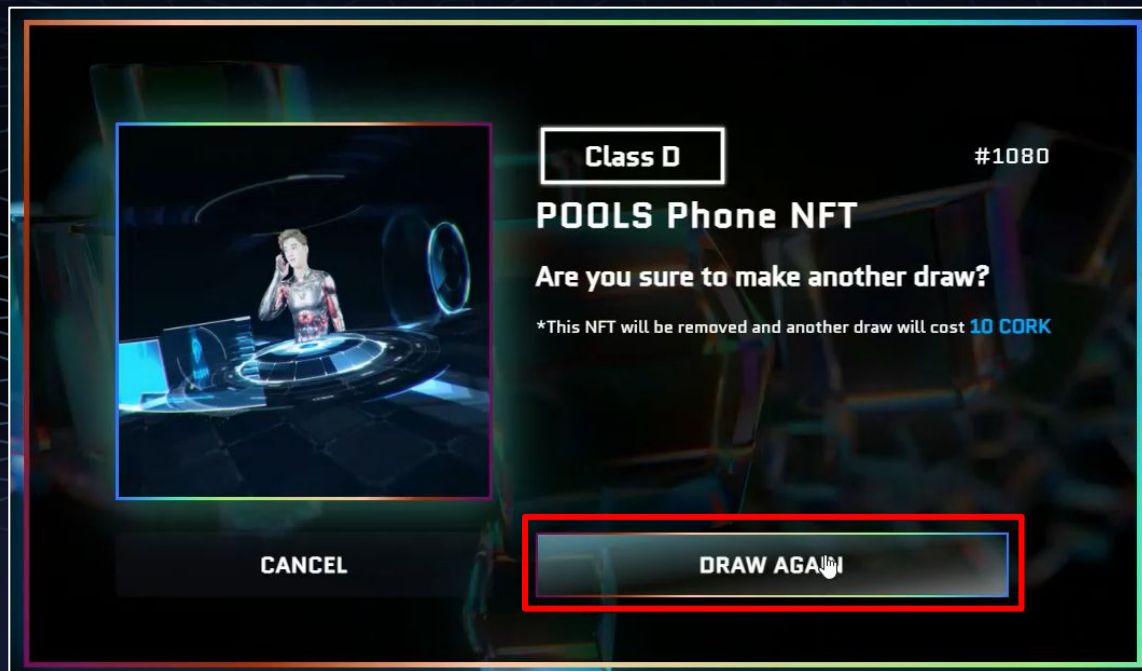 Class D
#1080
POOLS Phone NFT
Are you sure to make another draw?
*This NFT will be removed and another draw will cost 10 CORK
CANCEL
DRAW AGAIN